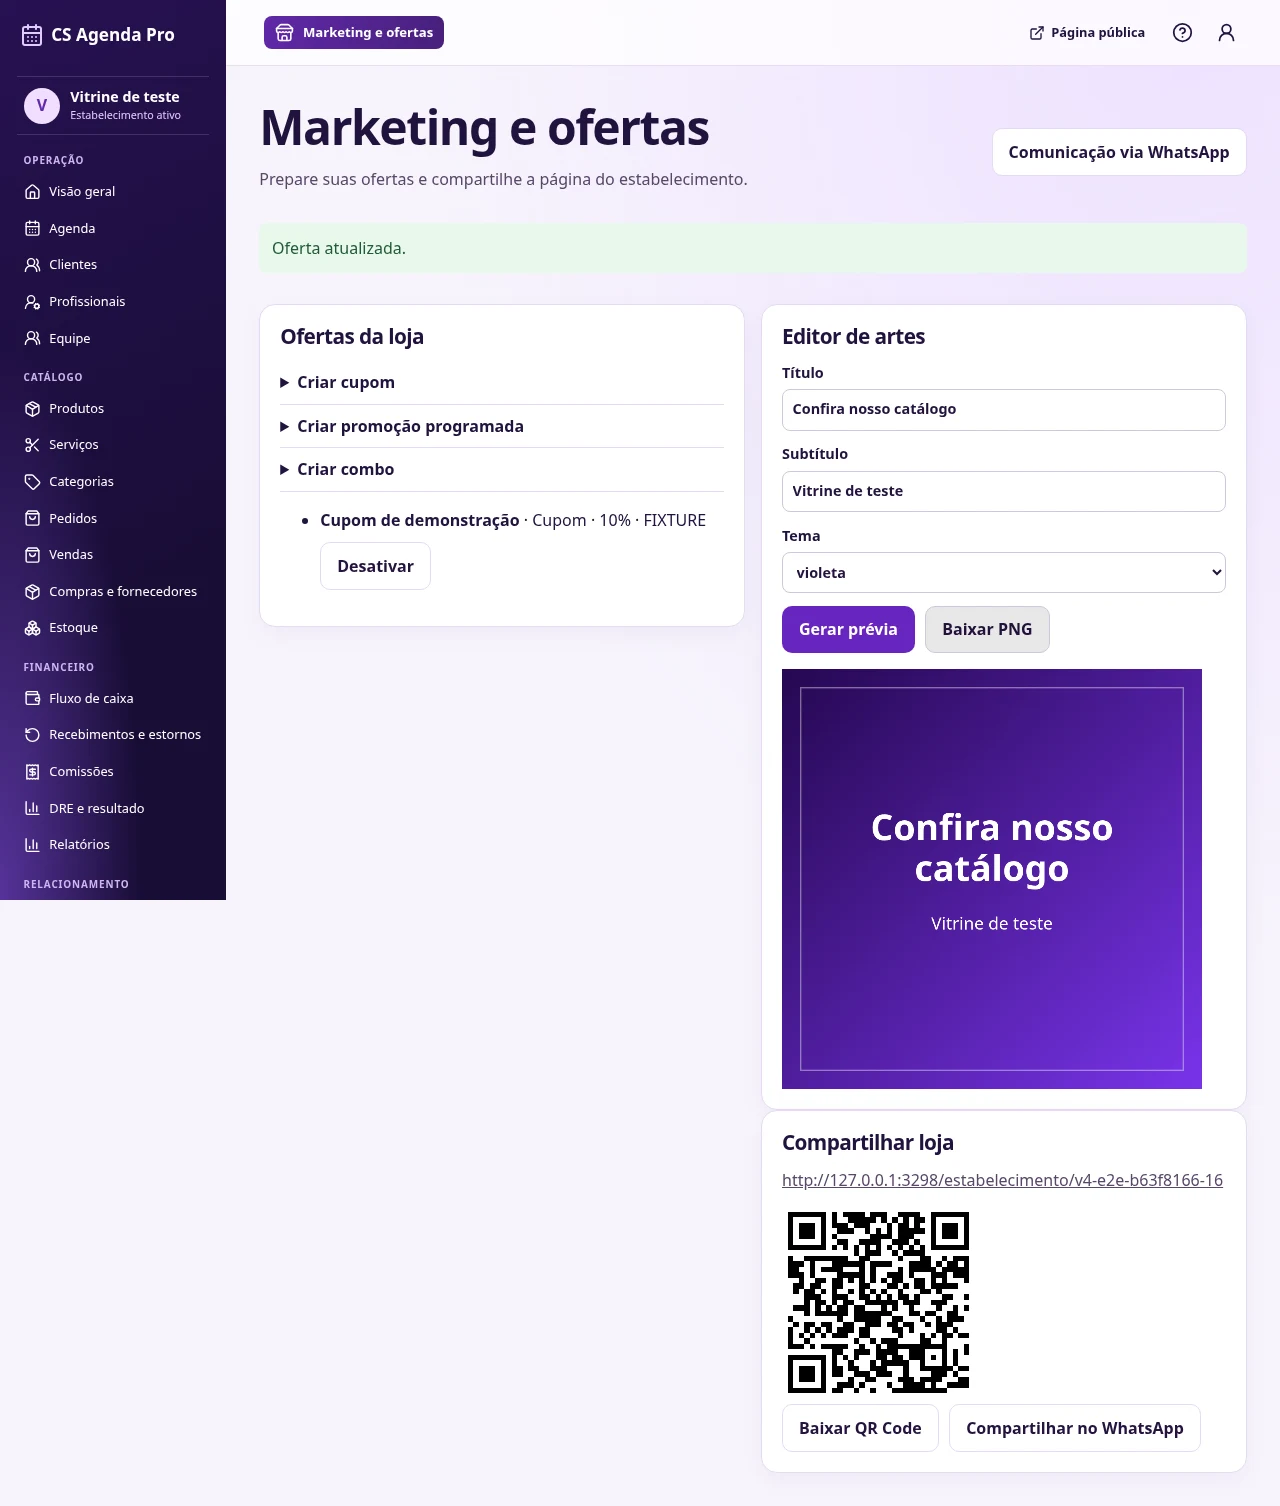 CS Agenda Pro
V
Vitrine de teste
Estabelecimento ativo
OPERAÇÃO
Visão geral
Agenda
Clientes
Profissionais
Equipe
CATÁLOGO
Produtos
Serviços
Categorias
Pedidos
Vendas
Compras e fornecedores
Estoque
FINANCEIRO
Fluxo de caixa
Recebimentos e estornos
Comissões
DRE e resultado
Relatórios
RELACIONAMENTO
Marketing e ofertas
Página pública
Marketing e ofertas
Prepare suas ofertas e compartilhe a página do estabelecimento.
Comunicação via WhatsApp
Oferta atualizada.
Ofertas da loja
Criar cupom
Criar promoção programada
Criar combo
Cupom de demonstração · Cupom · 10% · FIXTURE
Desativar
Editor de artes
Título
Confira nosso catálogo
Subtítulo
Vitrine de teste
Tema
violeta
Gerar prévia
Baixar PNG
Confira nosso
catálogo
Vitrine de teste
Compartilhar loja
http://127.0.0.1:3298/estabelecimento/v4-e2e-b63f8166-16
Baixar QR Code
Compartilhar no WhatsApp